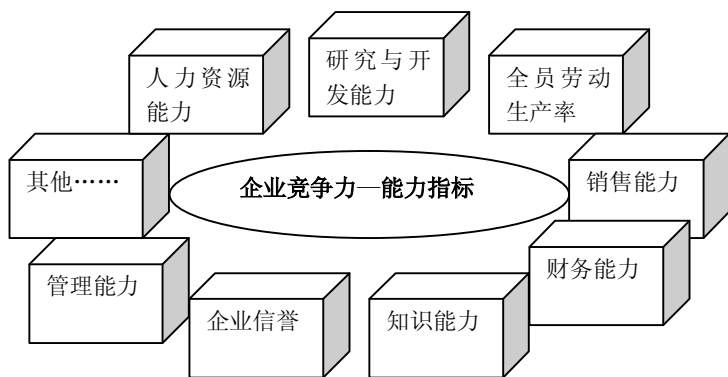 人力资源
能力
研究与开
发能力
全员劳动
生产率
其他……
企业竞争力—能力指标
销售能力
管理能力
财务能力
企业信誉
知识能力